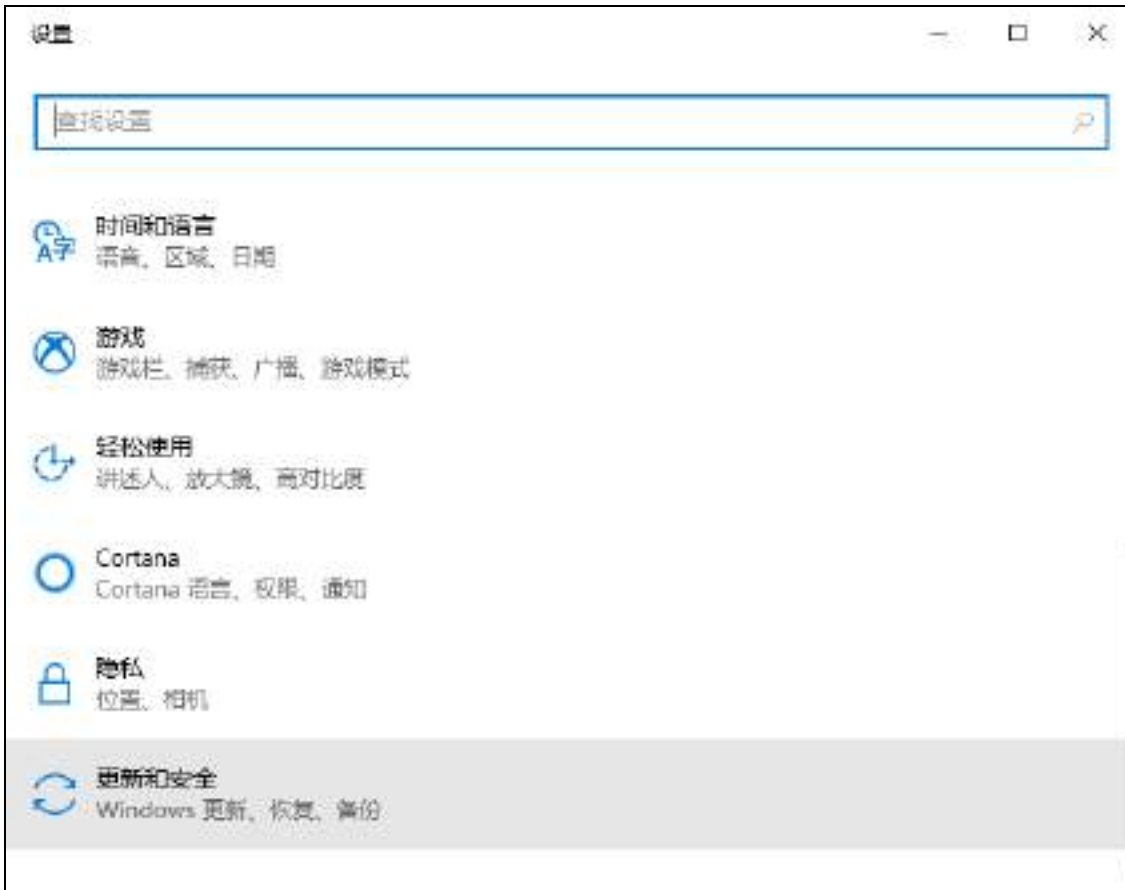 设置
查找设置
时间和语言
语音、区域、日期
游戏
游戏栏、捕获、广播、游戏模式
轻松使用
讲述人、放大镜、高对比度
Cortana
Cortana 语言、权限、通知
隐私
位置、相机
更新和安全
Windows 更新、恢复、备份